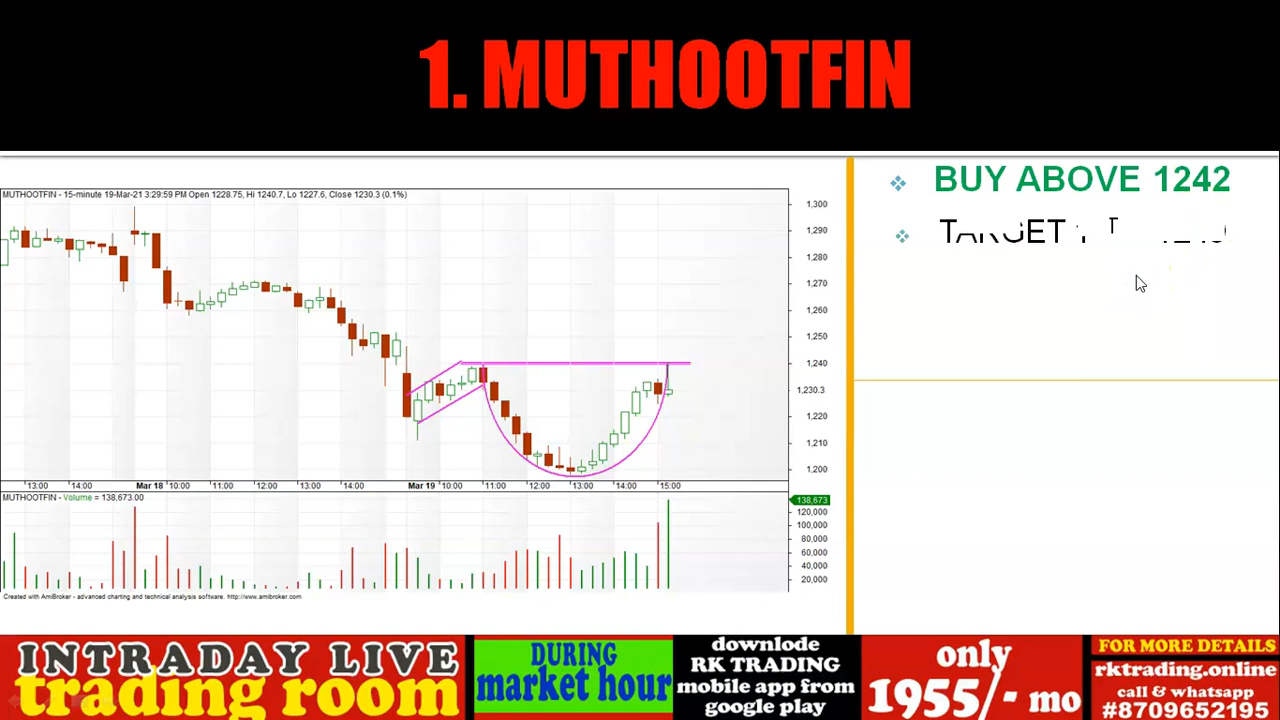 1. MUTHOOTFIN
MUTHOOTFIN - 15-minute 19-Mar-21 3:29:59 PM Open 1228.75, Hi 1240.7, Lo 1227.6, Close 1230.3 (0.1%)
1,300
1,290
1,280
1,270
1,260
1,250
1,240
1,230.3
1,220
1,210
1,200
13:00 14:00 Mar 18 10:00 11:00 12:00 13:00 14:00 Mar 19 10:00 11:00 12:00 13:00 14:00 15:00
MUTHOOTFIN - Volume = 138,673.00
138,673
120,000
100,000
80,000
60,000
40,000
20,000
Created with AmiBroker - advanced charting and technical analysis software. http://www.amibroker.com
BUY ABOVE 1242
TARGET
INTRADAY LIVE
trading room
DURING
market hour
downlode
RK TRADING
mobile app from
google play
only
1955/- mo
FOR MORE DETAILS
rktrading.online
call & whatsapp
#8709652195